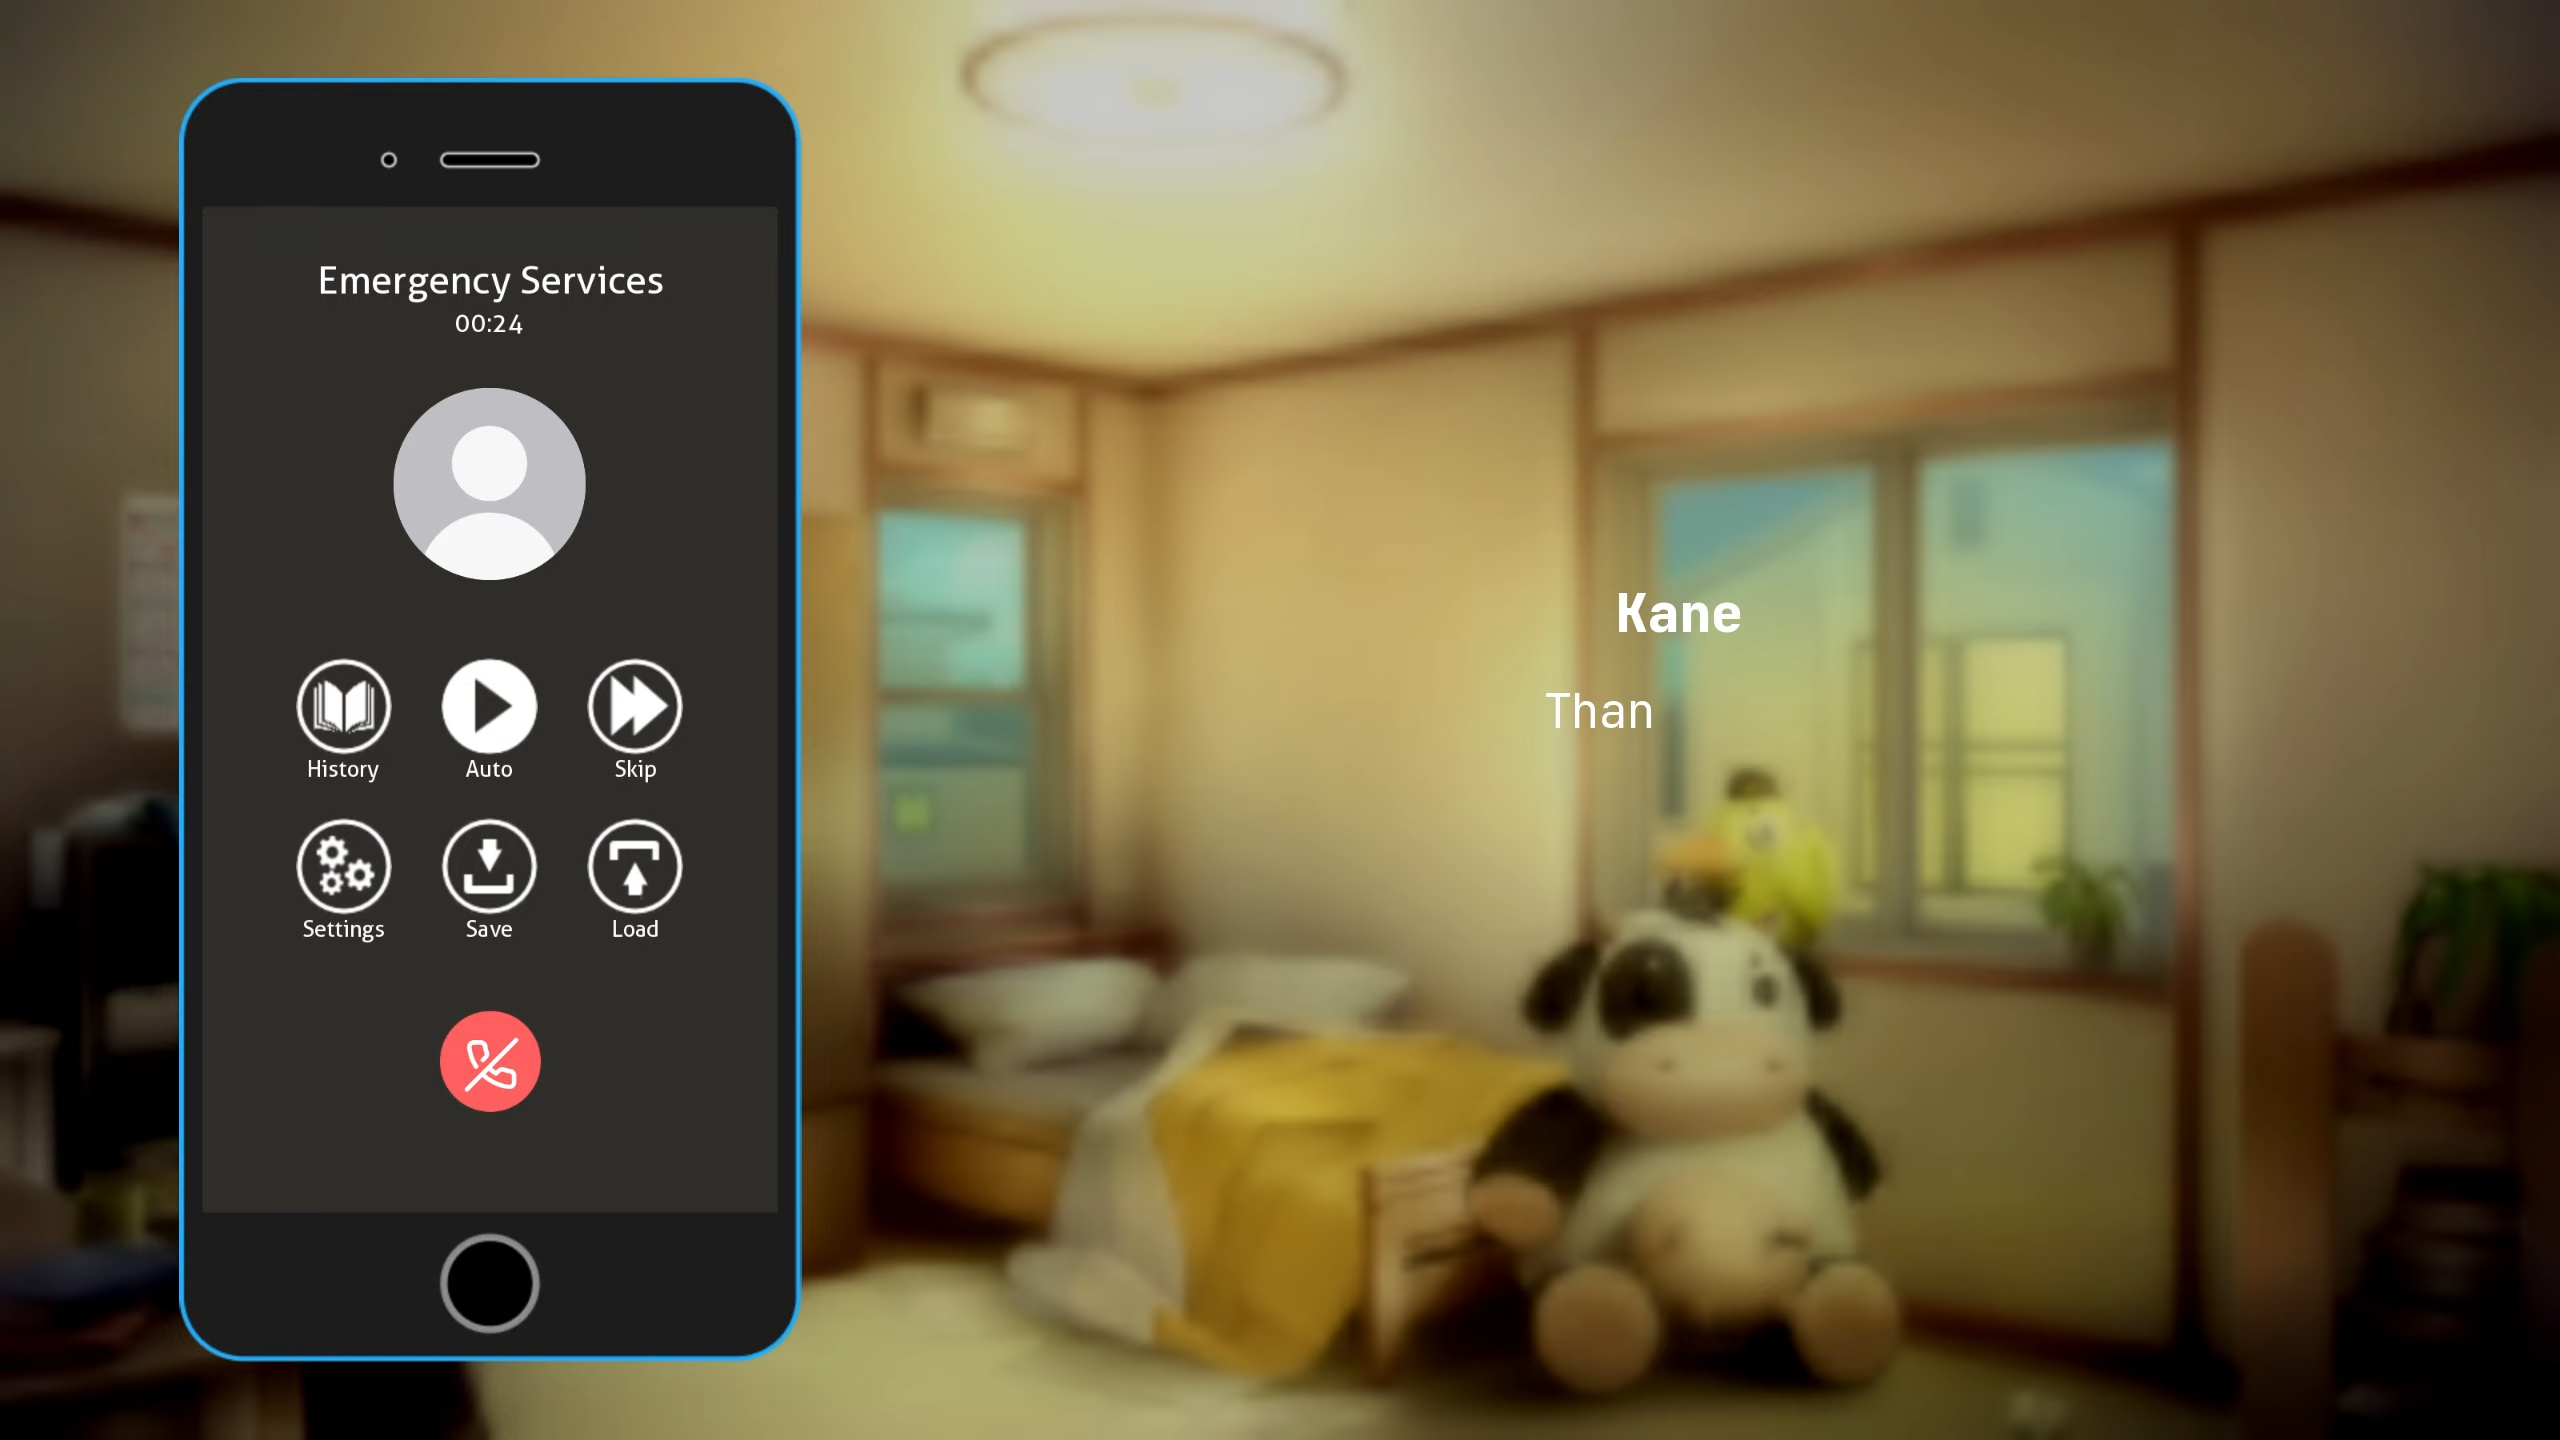 Emergency Services
00:24
History
Auto
Skip
Settings
Save
Load
Kane
Than